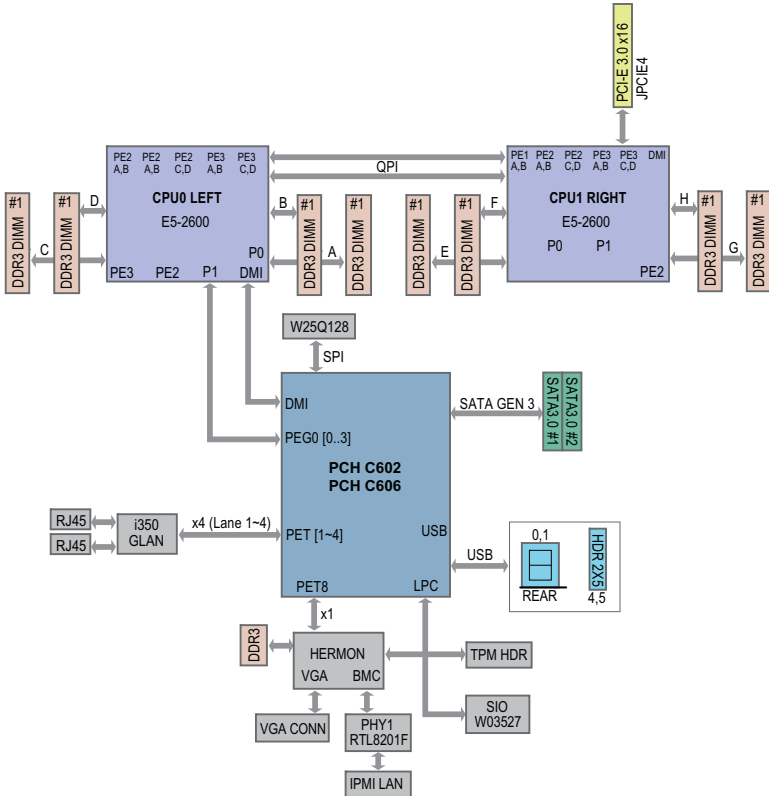 PCI-E 3.0 x16
JPCIE4
PE2 A,B
PE2 A,B
PE2 C,D
PE3 A,B
PE3 C,D
CPU0 LEFT
E5-2600
P0
PE3
PE2
P1
DMI
QPI
PE1 A,B
PE2 A,B
PE2 C,D
PE3 A,B
PE3 C,D
DMI
CPU1 RIGHT
E5-2600
P0
P1
PE2
#1 DDR3 DIMM
C
#1 DDR3 DIMM
D
B
#1 DDR3 DIMM
A
#1 DDR3 DIMM
#1 DDR3 DIMM
E
#1 DDR3 DIMM
F
H
#1 DDR3 DIMM
G
#1 DDR3 DIMM
W25Q128
SPI
DMI
PEG0 [0..3]
PCH C602
PCH C606
PET [1~4]
USB
PET8
LPC
SATA GEN 3
SATA3.0 #1
SATA3.0 #2
RJ45
RJ45
i350
GLAN
x4 (Lane 1~4)
USB
0,1
REAR
HDR 2X5
4,5
x1
DDR3
HERMON
VGA
BMC
TPM HDR
SIO
W03527
VGA CONN
PHY1
RTL8201F
IPMI LAN